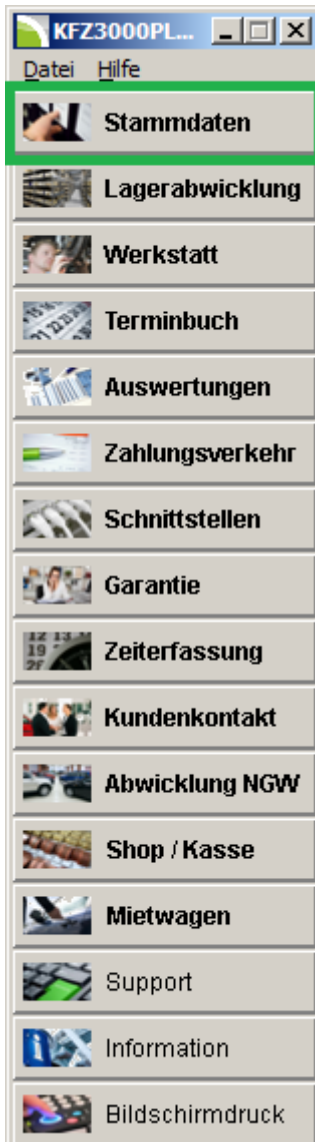 KFZ3000PL...
Datei Hilfe
Stammdaten
Lagerabwicklung
Werkstatt
Terminbuch
Auswertungen
Zahlungsverkehr
Schnittstellen
Garantie
Zeiterfassung
Kundenkontakt
Abwicklung NGW
Shop / Kasse
Mietwagen
Support
Information
Bildschirmdruck